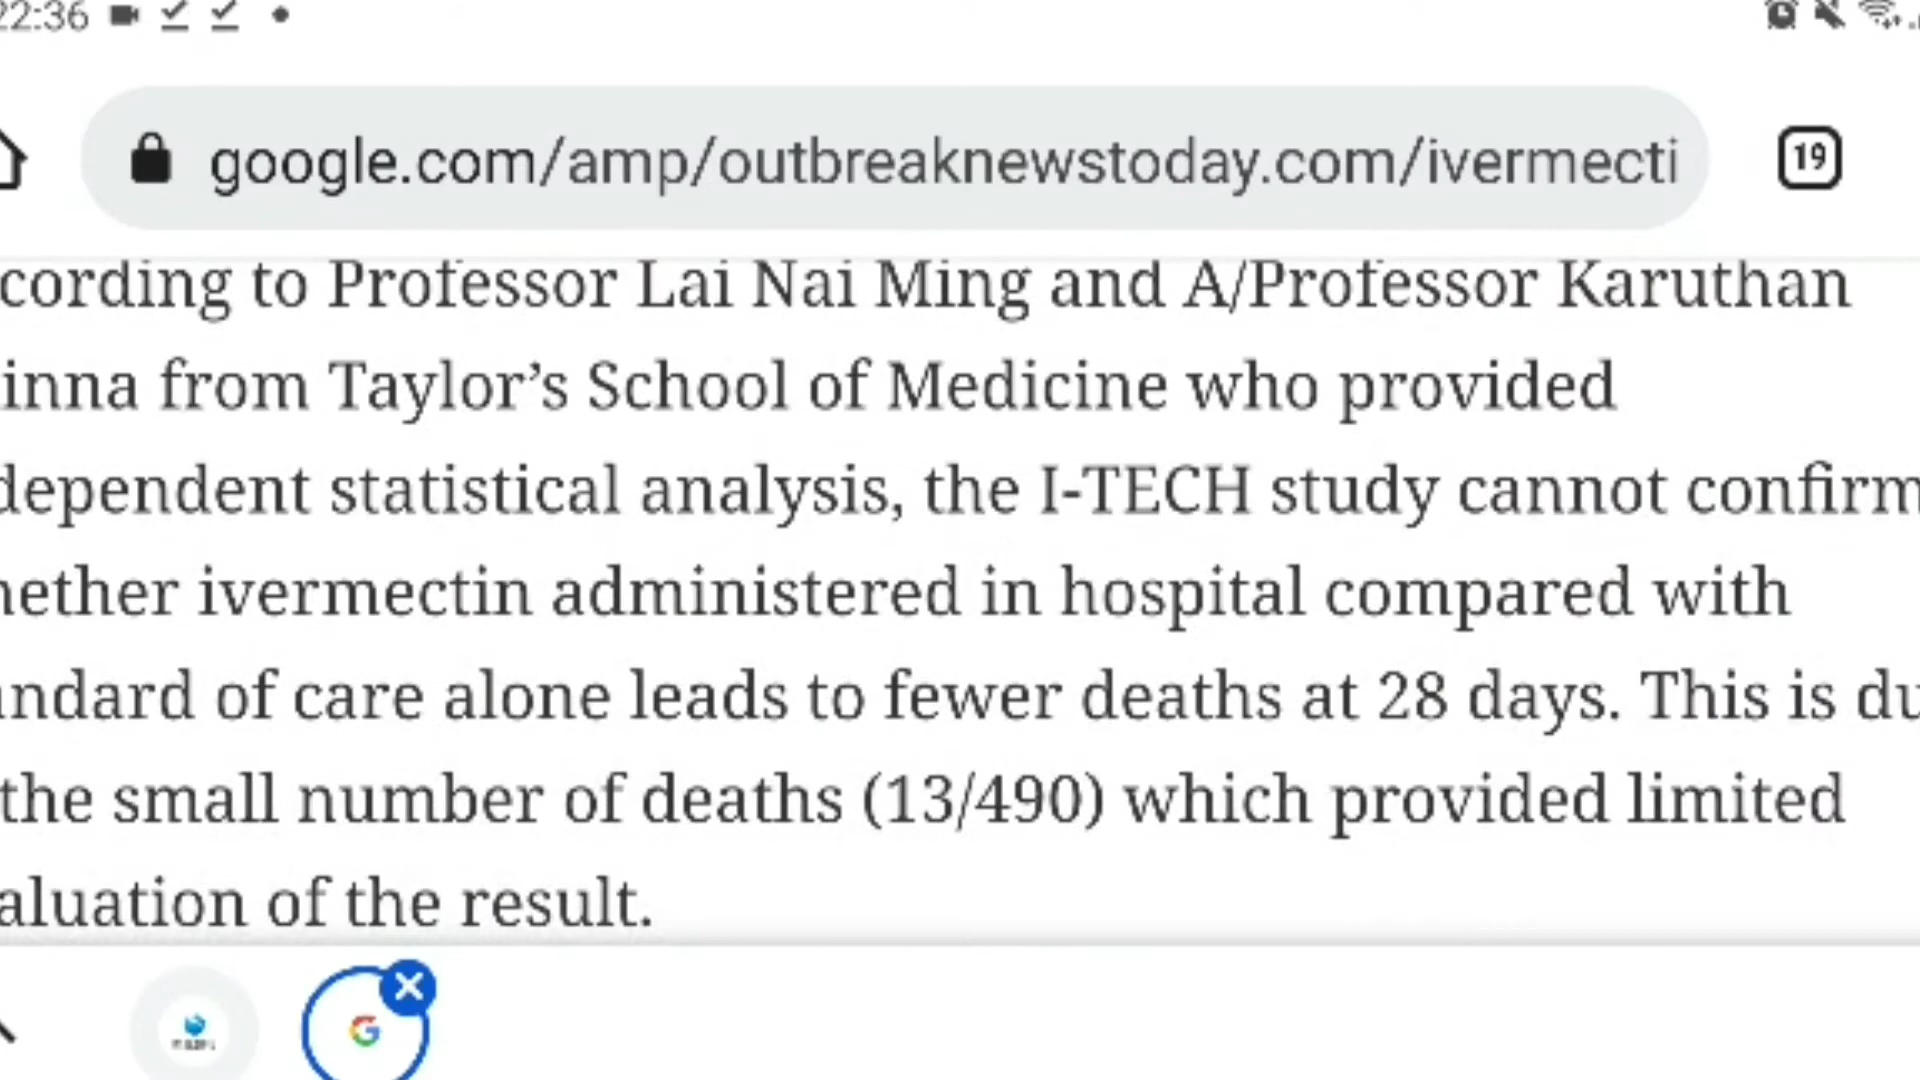 22:36
google.com/amp/outbreaknewstoday.com/ivermecti
19
cording to Professor Lai Nai Ming and A/Professor Karuthan
inna from Taylor’s School of Medicine who provided
dependent statistical analysis, the I-TECH study cannot confirm
hether ivermectin administered in hospital compared with
andard of care alone leads to fewer deaths at 28 days. This is du
the small number of deaths (13/490) which provided limited
aluation of the result.
G